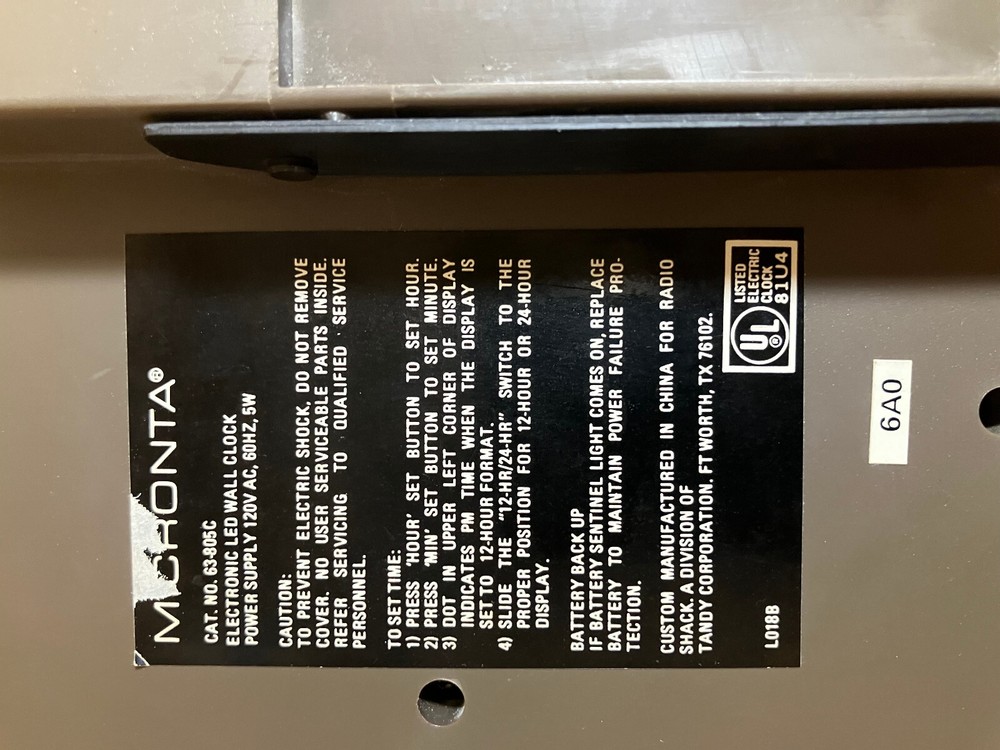 MICRONTA®
CAT. NO. 63-805C
ELECTRONIC LED WALL CLOCK
POWER SUPPLY 120V AC, 60HZ, 5W
CAUTION:
TO PREVENT ELECTRIC SHOCK, DO NOT REMOVE
COVER. NO USER SERVICEABLE PARTS INSIDE.
REFER SERVICING TO QUALIFIED SERVICE
PERSONNEL.
TO SET TIME:
1) PRESS 'HOUR' SET BUTTON TO SET HOUR.
2) PRESS 'MIN' SET BUTTON TO SET MINUTE.
3) DOT IN UPPER LEFT CORNER OF DISPLAY
INDICATES PM TIME WHEN THE DISPLAY IS
SET TO 12-HOUR FORMAT.
4) SLIDE THE "12-HR/24-HR" SWITCH TO THE
PROPER POSITION FOR 12-HOUR OR 24-HOUR
DISPLAY.
BATTERY BACK UP
IF BATTERY SENTINEL LIGHT COMES ON, REPLACE
BATTERY TO MAINTAIN POWER FAILURE PRO-
TECTION.
CUSTOM MANUFACTURED IN CHINA FOR RADIO
SHACK. A DIVISION OF
TANDY CORPORATION. FT WORTH, TX 76102.
L018B
UL®
LISTED
ELECTRIC
CLOCK
81U4
6A0